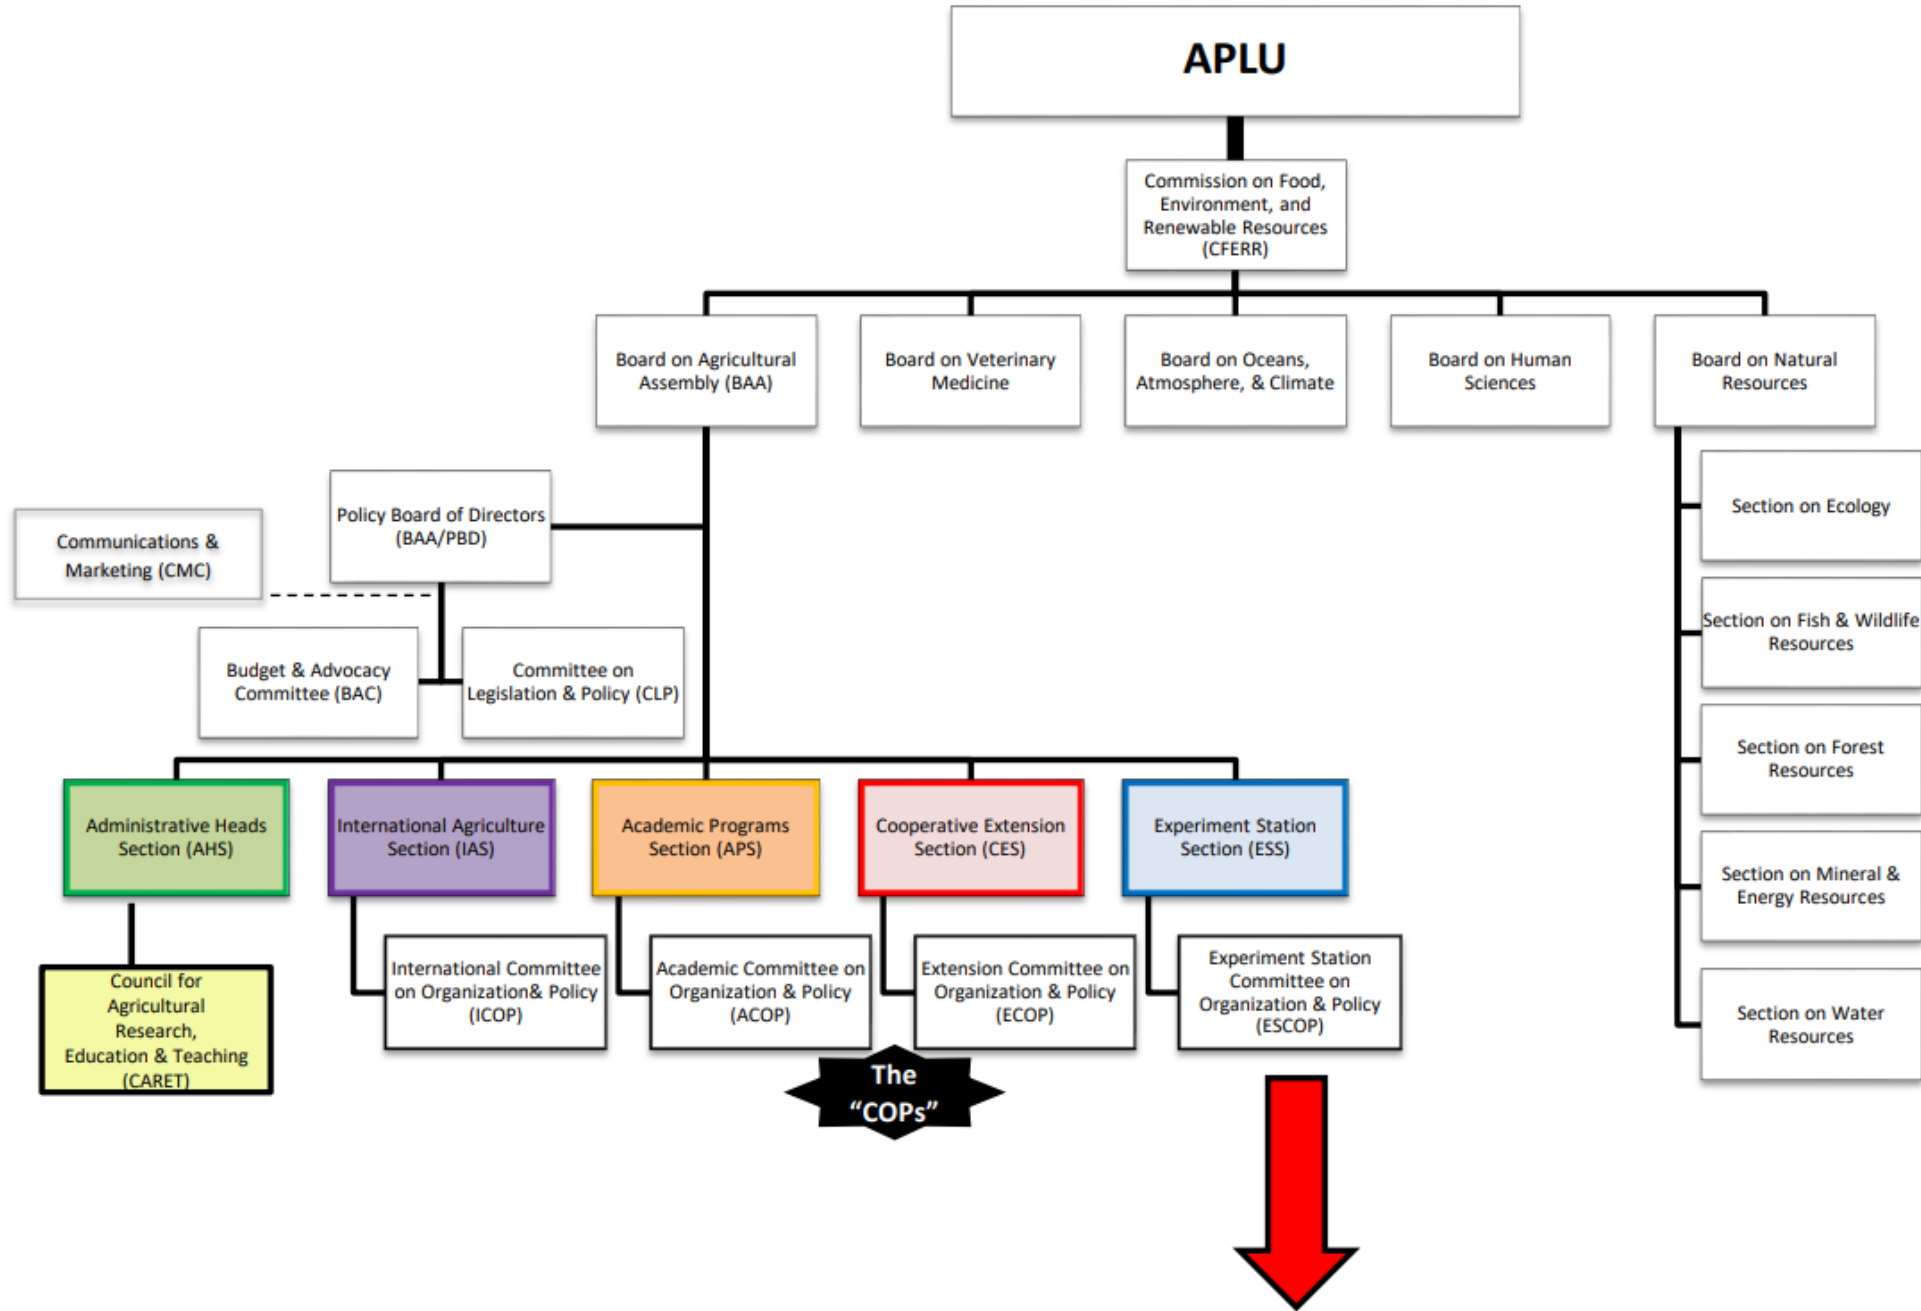 APLU
Commission on Food,
Environment, and
Renewable Resources
(CFERR)
Board on Agricultural
Assembly (BAA)
Board on Veterinary
Medicine
Board on Oceans,
Atmosphere, & Climate
Board on Human
Sciences
Board on Natural
Resources
Policy Board of Directors
(BAA/PBD)
Communications &
Marketing (CMC)
Budget & Advocacy
Committee (BAC)
Committee on
Legislation & Policy (CLP)
Section on Ecology
Section on Fish & Wildlife
Resources
Section on Forest
Resources
Section on Mineral &
Energy Resources
Section on Water
Resources
Administrative Heads
Section (AHS)
International Agriculture
Section (IAS)
Academic Programs
Section (APS)
Cooperative Extension
Section (CES)
Experiment Station
Section (ESS)
Council for
Agricultural
Research,
Education & Teaching
(CARET)
International Committee
on Organization& Policy
(ICOP)
Academic Committee on
Organization & Policy
(ACOP)
Extension Committee on
Organization & Policy
(ECOP)
Experiment Station
Committee on
Organization & Policy
(ESCOP)
The
“COPs”